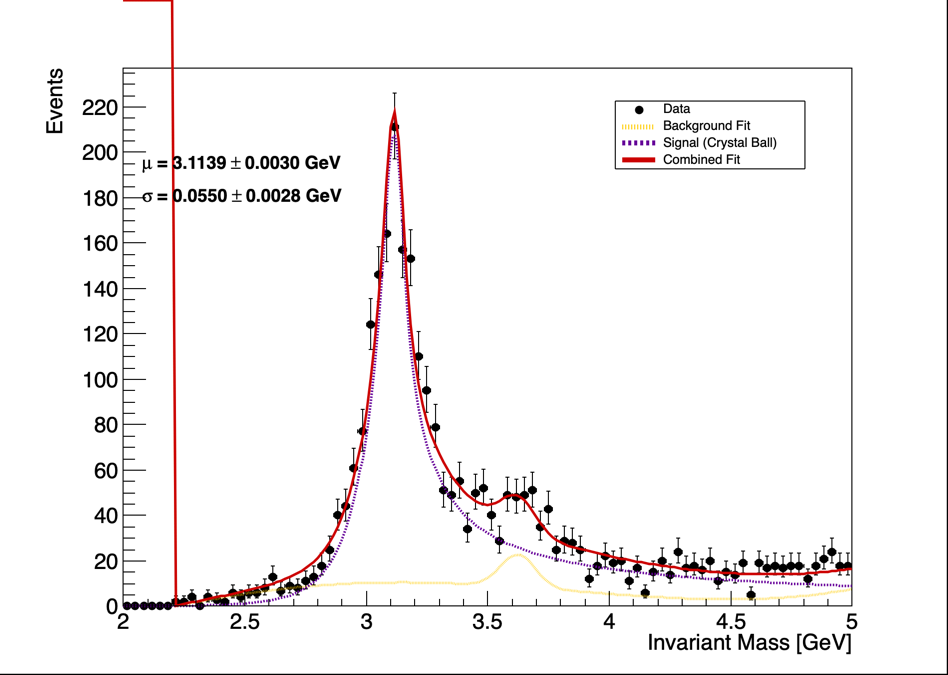 Events
220
200
180
160
140
120
100
80
60
40
20
0
μ = 3.1139 ± 0.0030 GeV
σ = 0.0550 ± 0.0028 GeV
Data
Background Fit
Signal (Crystal Ball)
Combined Fit
2 2.5 3 3.5 4 4.5 5
Invariant Mass [GeV]